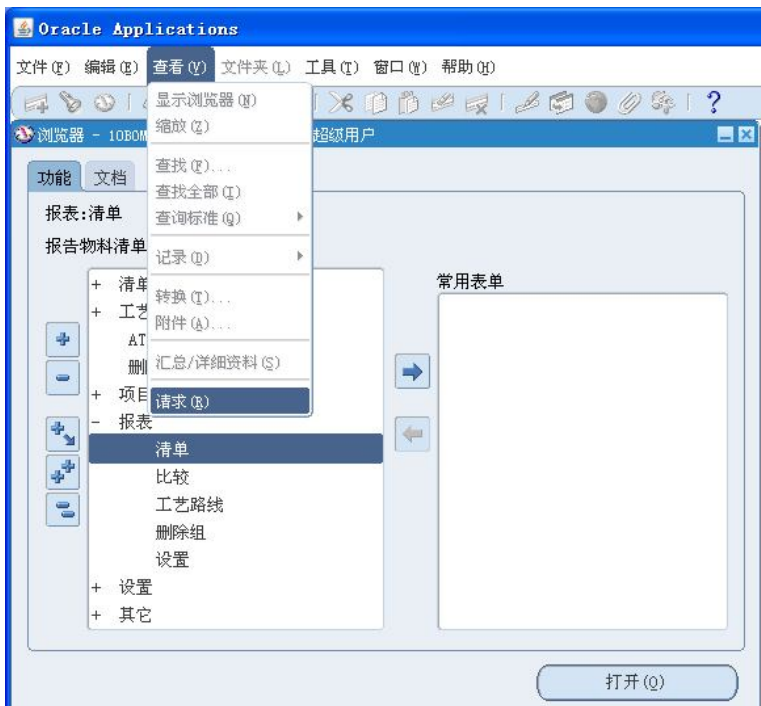 Oracle Applications
文件(F) 编辑(E) 查看(V) 文件夹(L) 工具(T) 窗口(W) 帮助(H)
显示浏览器(N)
缩放(Z)
查找(F)...
查找全部(I)
查询标准(Q)
记录(D)
转换(T)...
附件(A)...
汇总/详细资料(S)
请求(R)
浏览器 - 10BOM 超级用户
功能 文档
报表:清单
报告物料清单
+ 清单
+ 工艺
AT
删
+ 项目
- 报表
清单
比较
工艺路线
删除组
设置
+ 设置
+ 其它
常用表单
打开(O)